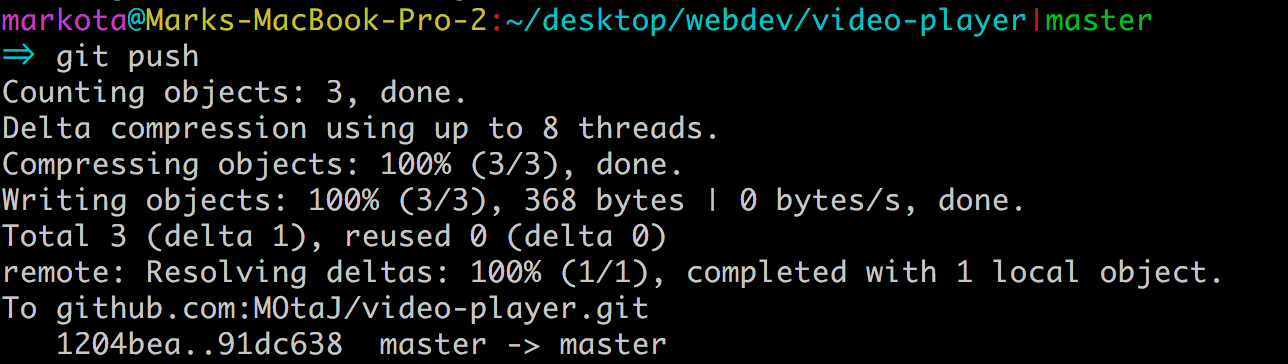 markota@Marks-MacBook-Pro-2:~/desktop/webdev/video-player|master
⇒ git push
Counting objects: 3, done.
Delta compression using up to 8 threads.
Compressing objects: 100% (3/3), done.
Writing objects: 100% (3/3), 368 bytes | 0 bytes/s, done.
Total 3 (delta 1), reused 0 (delta 0)
remote: Resolving deltas: 100% (1/1), completed with 1 local object.
To github.com:MOtaJ/video-player.git
   1204bea..91dc638  master -> master